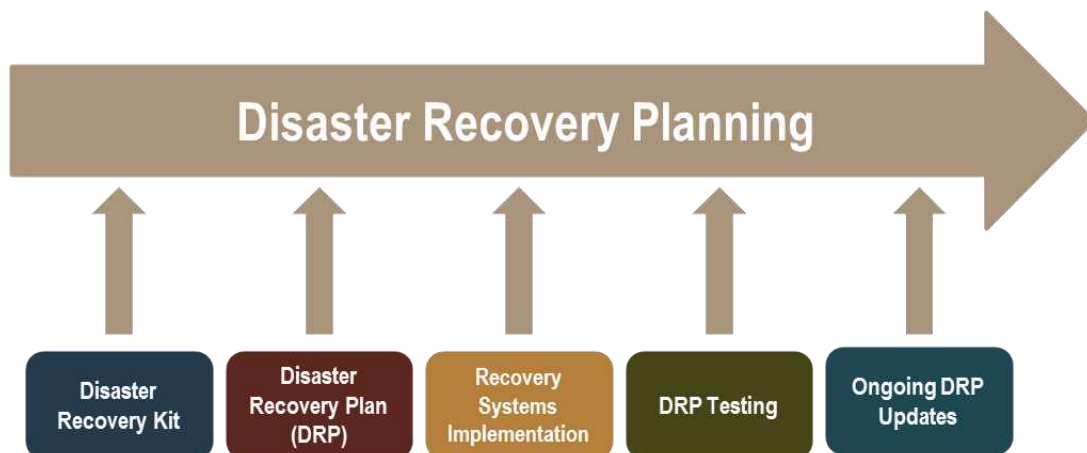 Disaster Recovery Planning
Disaster
Recovery Kit
Disaster
Recovery Plan
(DRP)
Recovery
Systems
Implementation
DRP Testing
Ongoing DRP
Updates